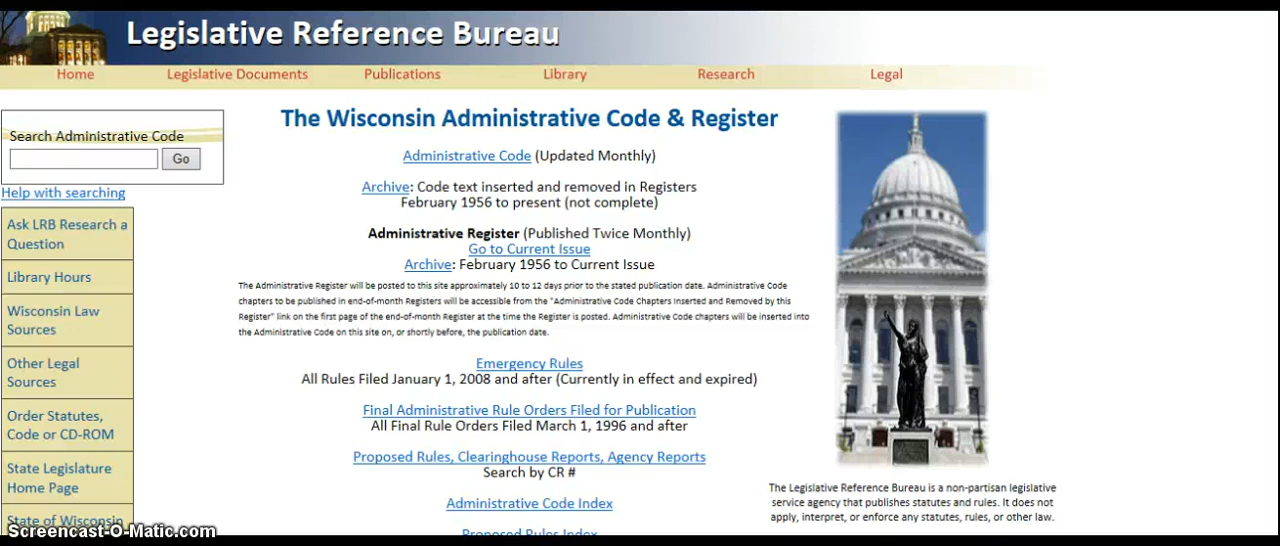 Legislative Reference Bureau
Home Legislative Documents Publications Library Research Legal
Search Administrative Code
Go
Help with searching
Ask LRB Research a
Question
Library Hours
Wisconsin Law
Sources
Other Legal
Sources
Order Statutes,
Code or CD-ROM
State Legislature
Home Page
State of Wisconsin
The Wisconsin Administrative Code & Register
Administrative Code (Updated Monthly)
Archive: Code text inserted and removed in Registers
February 1956 to present (not complete)
Administrative Register (Published Twice Monthly)
Go to Current Issue
Archive: February 1956 to Current Issue
The Administrative Register will be posted to this site approximately 10 to 12 days prior to the stated publication date. Administrative Code
chapters to be published in end-of-month Registers will be accessible from the "Administrative Code Chapters Inserted and Removed by this
Register" link on the first page of the end-of-month Register at the time the Register is posted. Administrative Code chapters will be inserted into
the Administrative Code on this site on, or shortly before, the publication date.
Emergency Rules
All Rules Filed January 1, 2008 and after (Currently in effect and expired)
Final Administrative Rule Orders Filed for Publication
All Final Rule Orders Filed March 1, 1996 and after
Proposed Rules, Clearinghouse Reports, Agency Reports
Search by CR #
Administrative Code Index
Proposed Rules Index
The Legislative Reference Bureau is a non-partisan legislative
service agency that publishes statutes and rules. It does not
apply, interpret, or enforce any statutes, rules, or other law.
Screencast-O-Matic.com